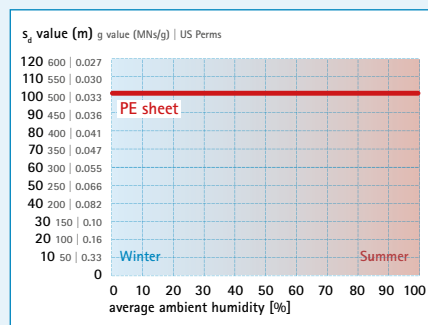 s_d value (m) g value (MNs/g) | US Perms
120 600 | 0.027
110 550 | 0.030
100 500 | 0.033
90 450 | 0.036
80 400 | 0.041
70 350 | 0.047
60 300 | 0.055
50 250 | 0.066
40 200 | 0.082
30 150 | 0.10
20 100 | 0.16
10 50 | 0.33
0
PE sheet
Winter Summer
0 10 20 30 40 50 60 70 80 90 100
average ambient humidity [%]